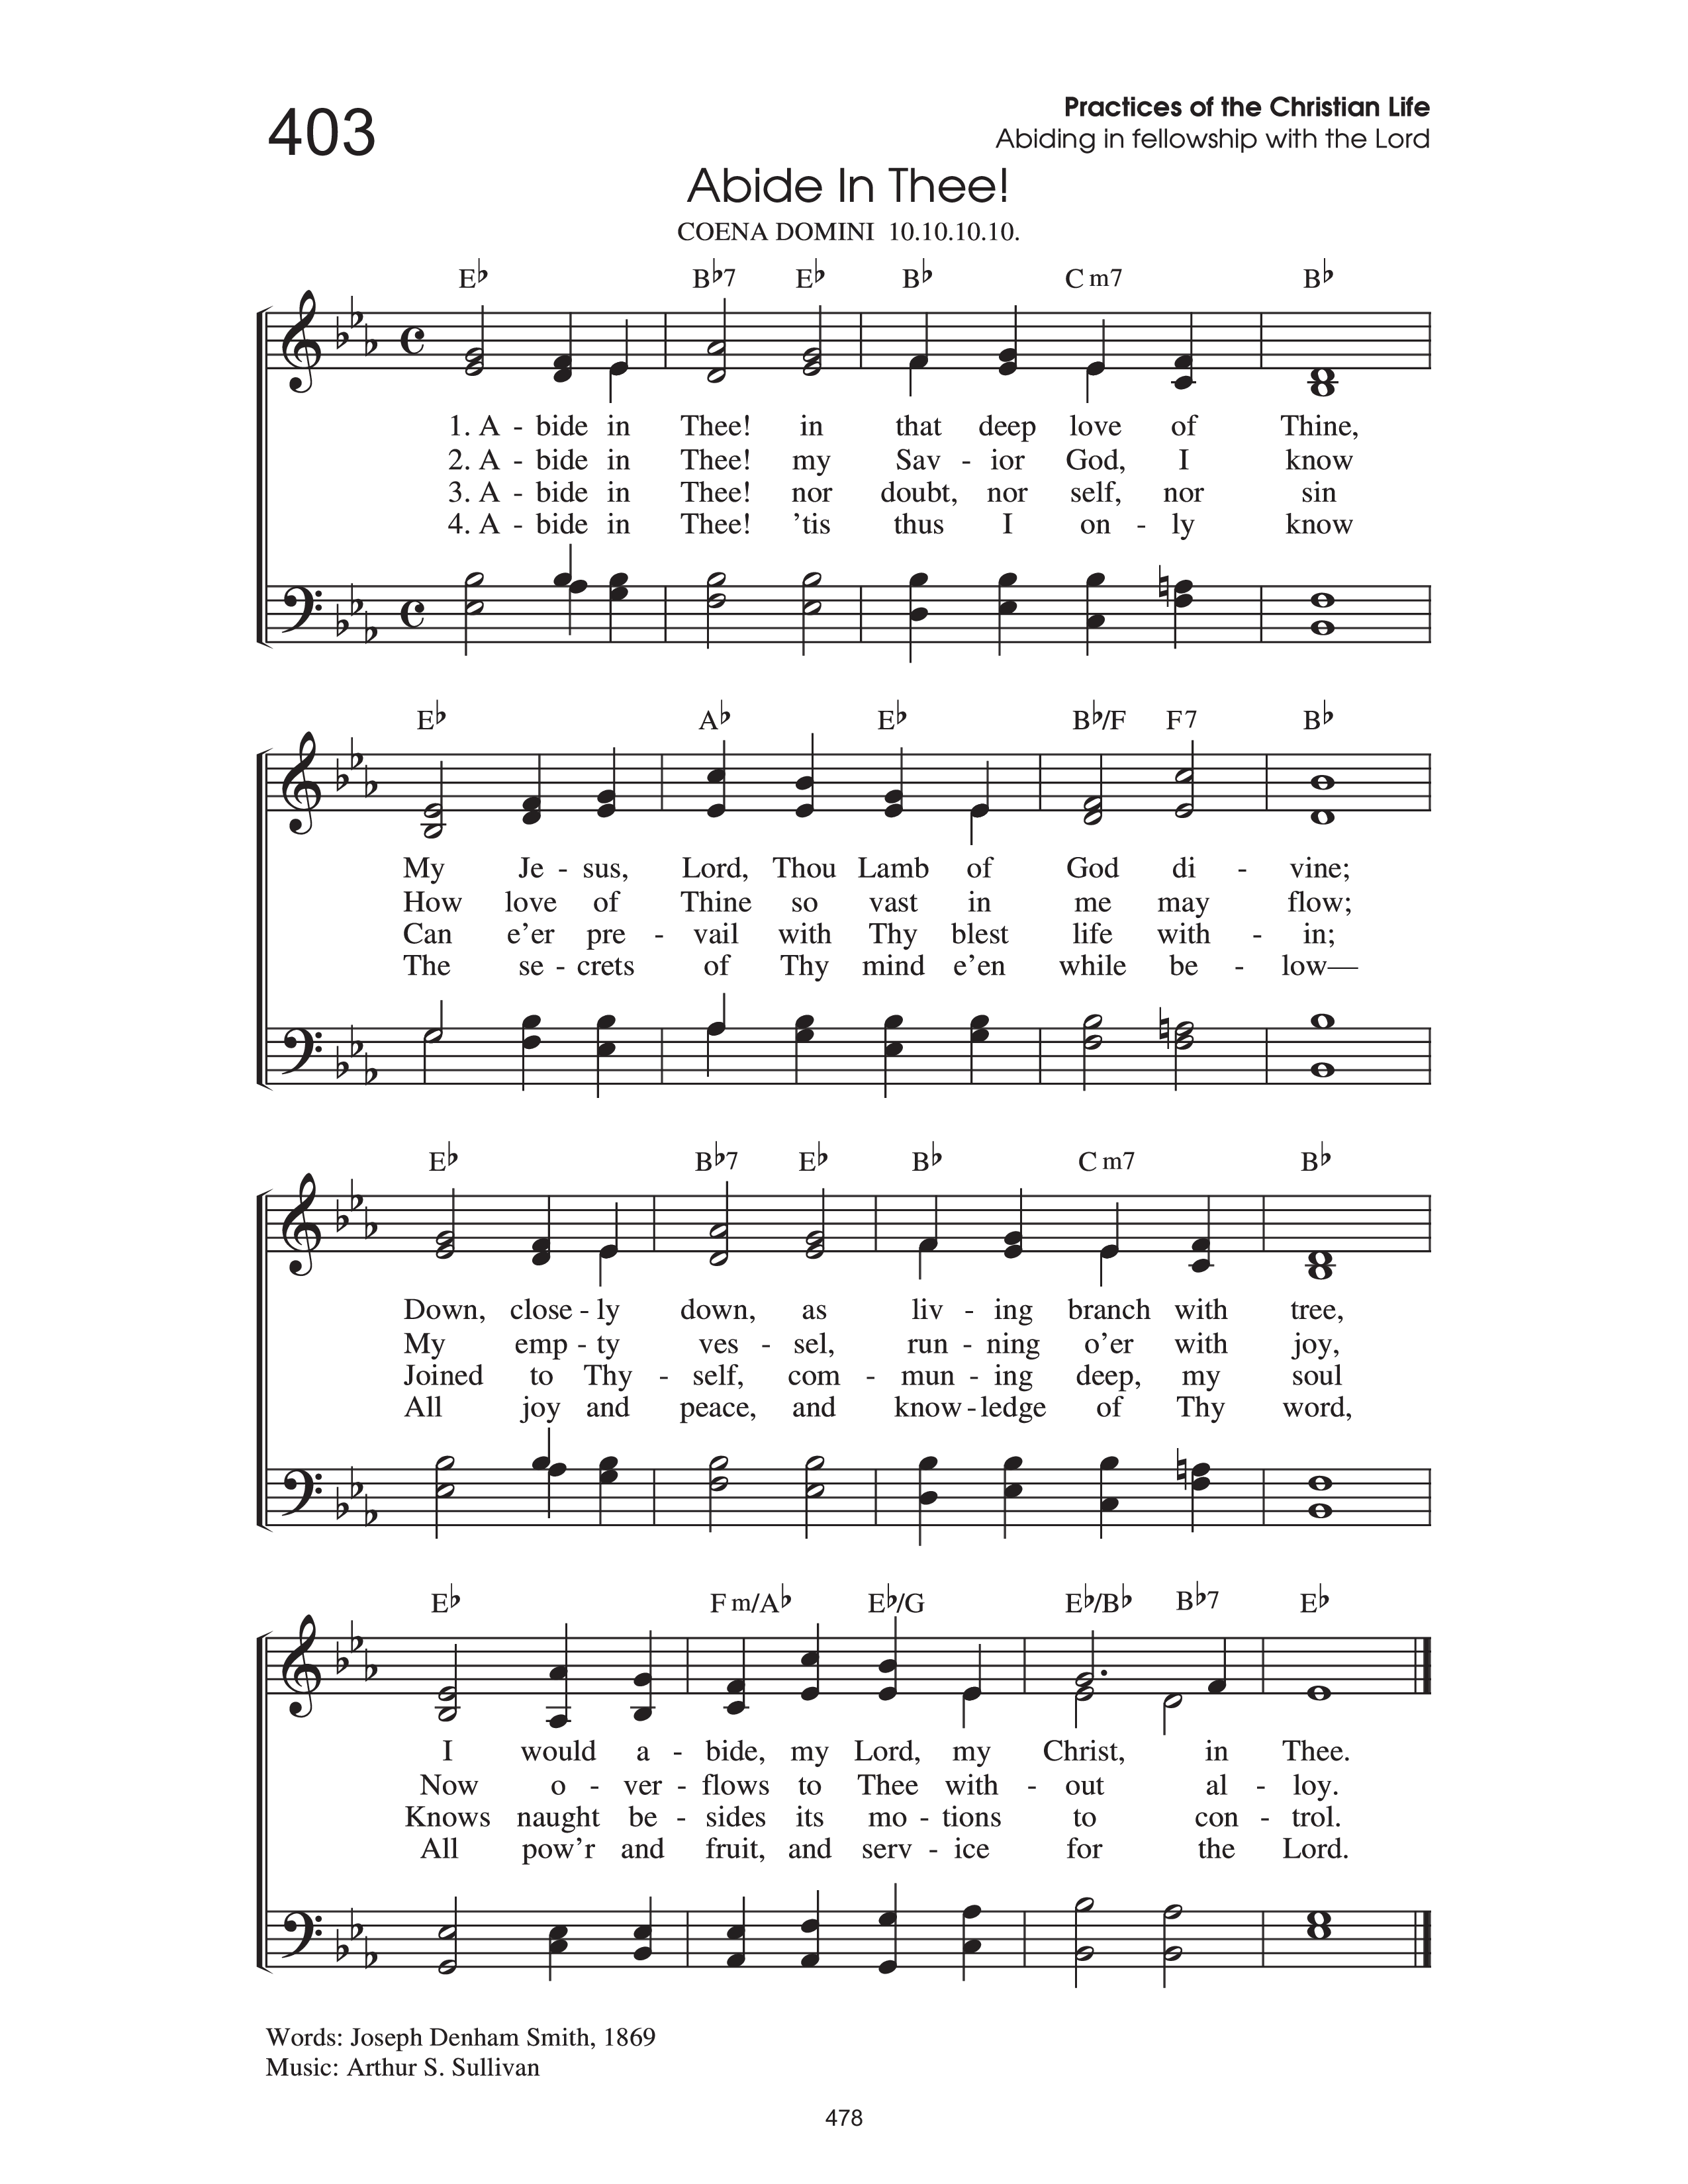 403
Practices of the Christian Life
Abiding in fellowship with the Lord
Abide In Thee!
COENA DOMINI 10.10.10.10.
E♭ B♭7 E♭ B♭ C m7 B♭
1. A - bide in Thee! in that deep love of Thine,
2. A - bide in Thee! my Sav - ior God, I know
3. A - bide in Thee! nor doubt, nor self, nor sin
4. A - bide in Thee! ’tis thus I on - ly know
E♭ A♭ E♭ B♭/F F7 B♭
My Je - sus, Lord, Thou Lamb of God di - vine;
How love of Thine so vast in me may flow;
Can e'er pre - vail with Thy blest life with - in;
The se - crets of Thy mind e'en while be - low—
E♭ B♭7 E♭ B♭ C m7 B♭
Down, close - ly down, as liv - ing branch with tree,
My emp - ty ves - sel, run - ning o’er with joy,
Joined to Thy - self, com - mun - ing deep, my soul
All joy and peace, and know - ledge of Thy word,
E♭ F m/A♭ E♭/G E♭/B♭ B♭7 E♭
I would a - bide, my Lord, my Christ, in Thee.
Now o - ver - flows to Thee with - out al - loy.
Knows naught be - sides its mo - tions to con - trol.
All pow’r and fruit, and serv - ice for the Lord.
Words: Joseph Denham Smith, 1869
Music: Arthur S. Sullivan
478